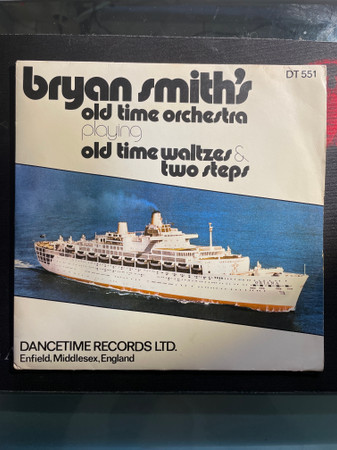 bryan smith's
DT 551
old time orchestra
playing
old time waltzes &
two steps
DANCETIME RECORDS LTD.
Enfield, Middlesex, England